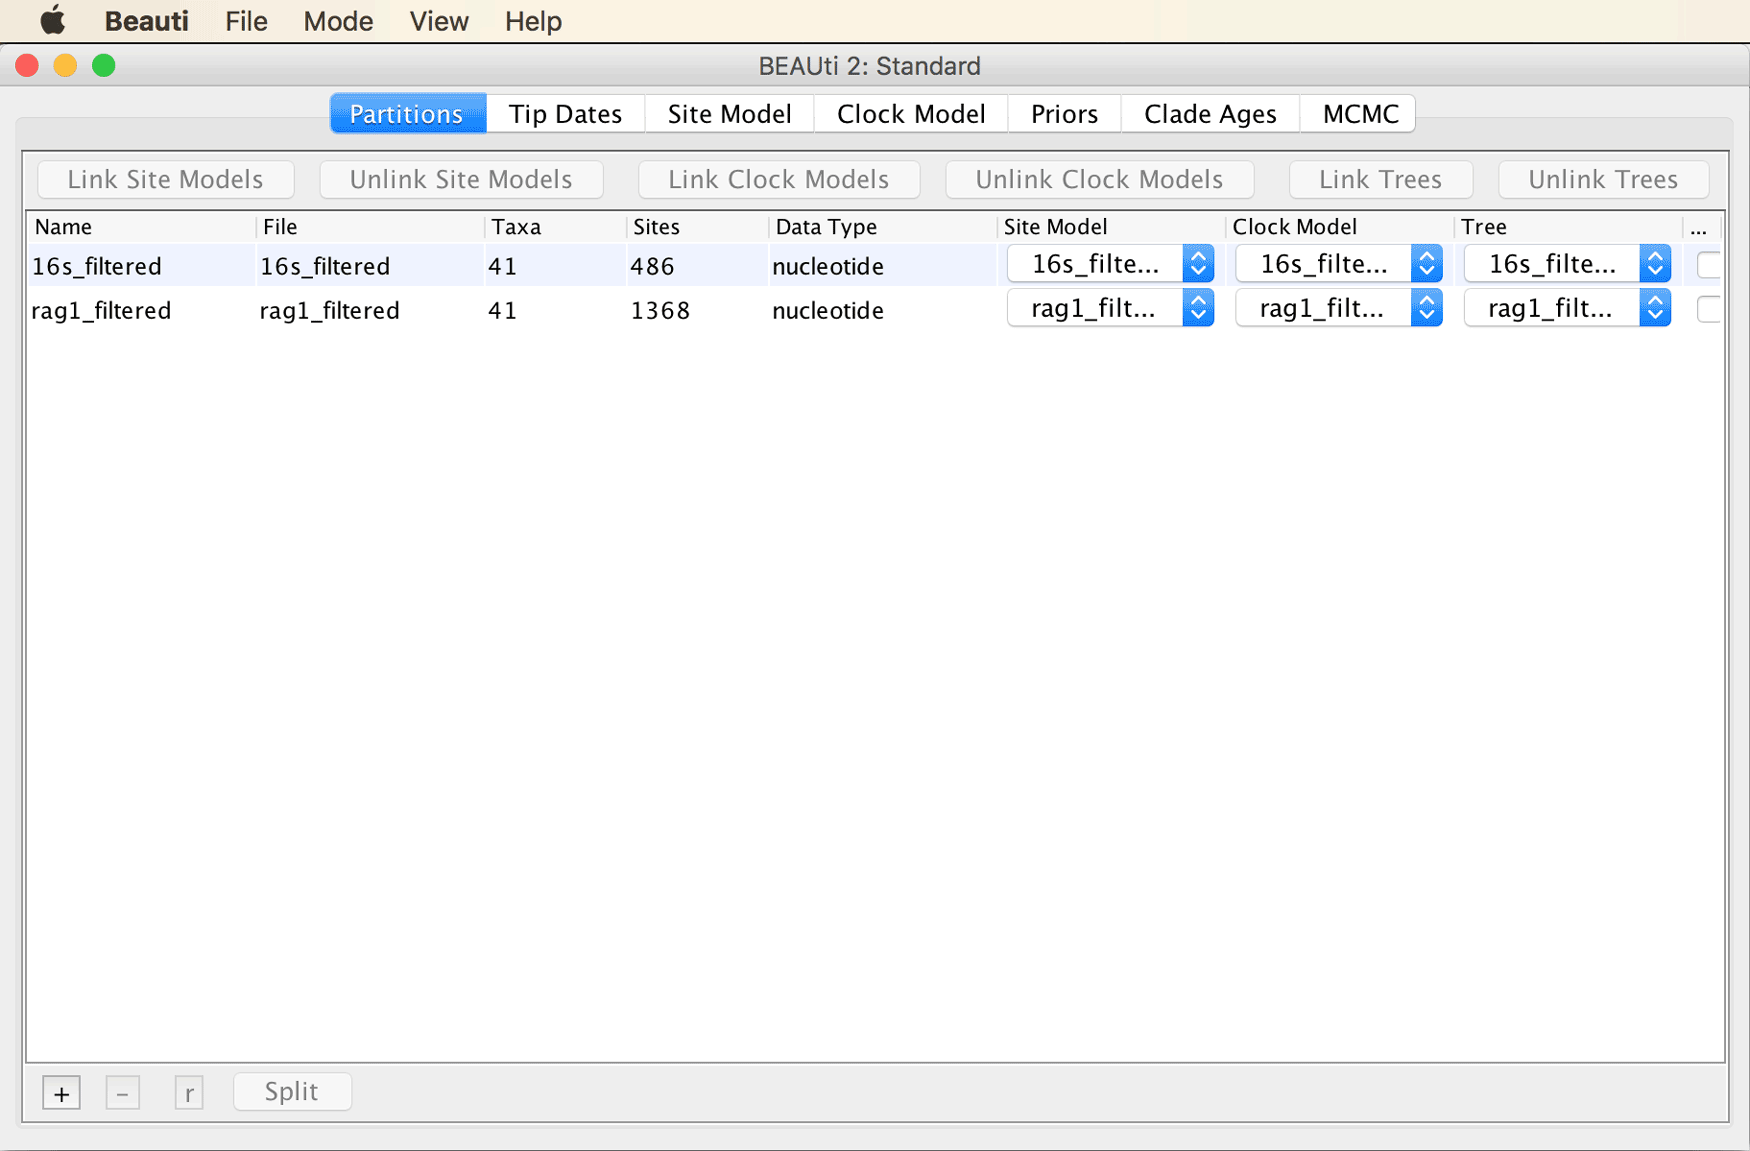 Beauti File Mode View Help
BEAUti 2: Standard
Partitions Tip Dates Site Model Clock Model Priors Clade Ages MCMC
Link Site Models Unlink Site Models Link Clock Models Unlink Clock Models Link Trees Unlink Trees
Name File Taxa Sites Data Type Site Model Clock Model Tree ...
16s_filtered 16s_filtered 41 486 nucleotide 16s_filte... 16s_filte... 16s_filte...
rag1_filtered rag1_filtered 41 1368 nucleotide rag1_filt... rag1_filt... rag1_filt...
+ – r Split